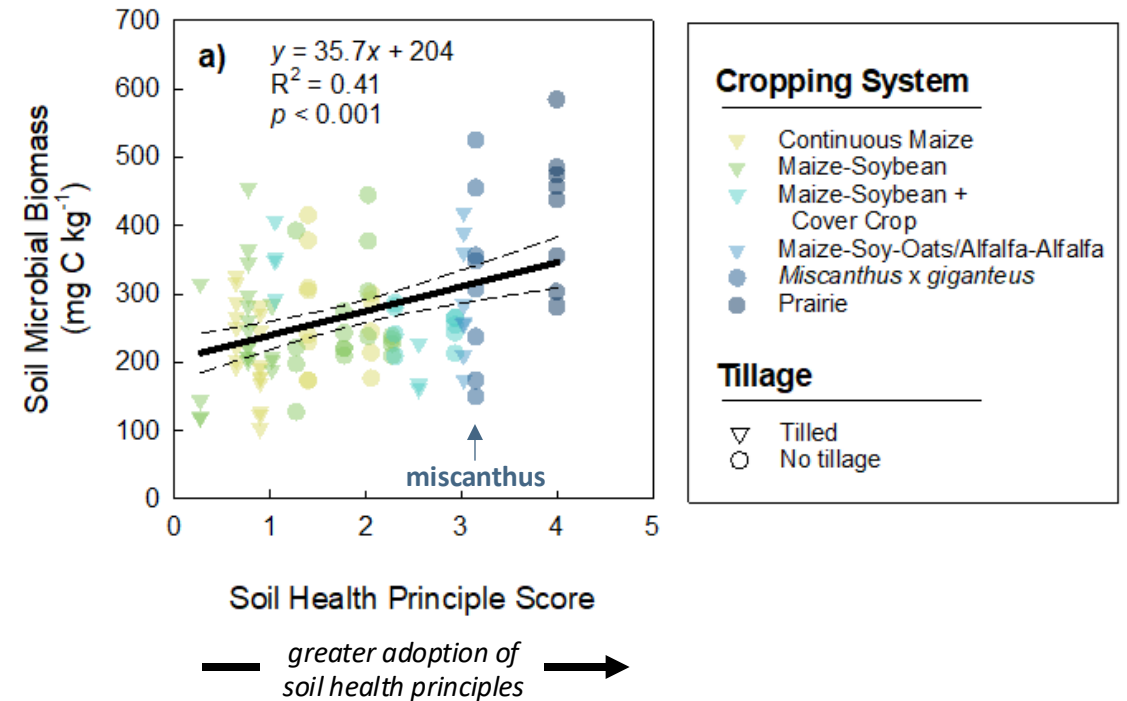 a)
y = 35.7x + 204
R² = 0.41
p < 0.001
700
600
500
400
300
200
100
0
Soil Microbial Biomass
(mg C kg⁻¹)
miscanthus
0 1 2 3 4 5
Soil Health Principle Score
greater adoption of
soil health principles
Cropping System
Continuous Maize
Maize-Soybean
Maize-Soybean +
Cover Crop
Maize-Soy-Oats/Alfalfa-Alfalfa
Miscanthus x giganteus
Prairie
Tillage
Tilled
No tillage